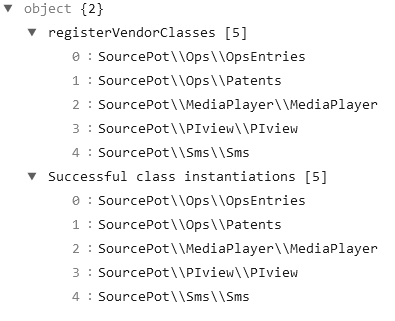 object {2}
registerVendorClasses [5]
0 : SourcePot\\Ops\\OpsEntries
1 : SourcePot\\Ops\\Patents
2 : SourcePot\\MediaPlayer\\MediaPlayer
3 : SourcePot\\PIview\\PIview
4 : SourcePot\\Sms\\Sms
Successful class instantiations [5]
0 : SourcePot\\Ops\\OpsEntries
1 : SourcePot\\Ops\\Patents
2 : SourcePot\\MediaPlayer\\MediaPlayer
3 : SourcePot\\PIview\\PIview
4 : SourcePot\\Sms\\Sms